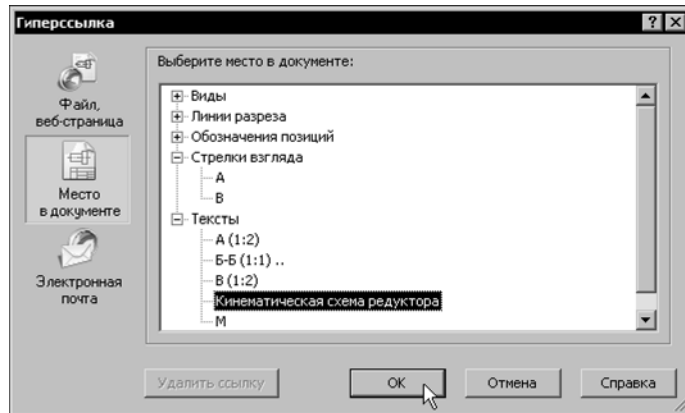 Гиперссылка
Файл,
веб-страница
Место
в документе
Электронная
почта
Выберите место в документе:
Виды
Линии разреза
Обозначения позиций
Стрелки взгляда
А
В
Тексты
А (1:2)
Б-Б (1:1) ..
В (1:2)
Кинематическая схема редуктора
М
Удалить ссылку
ОК
Отмена
Справка